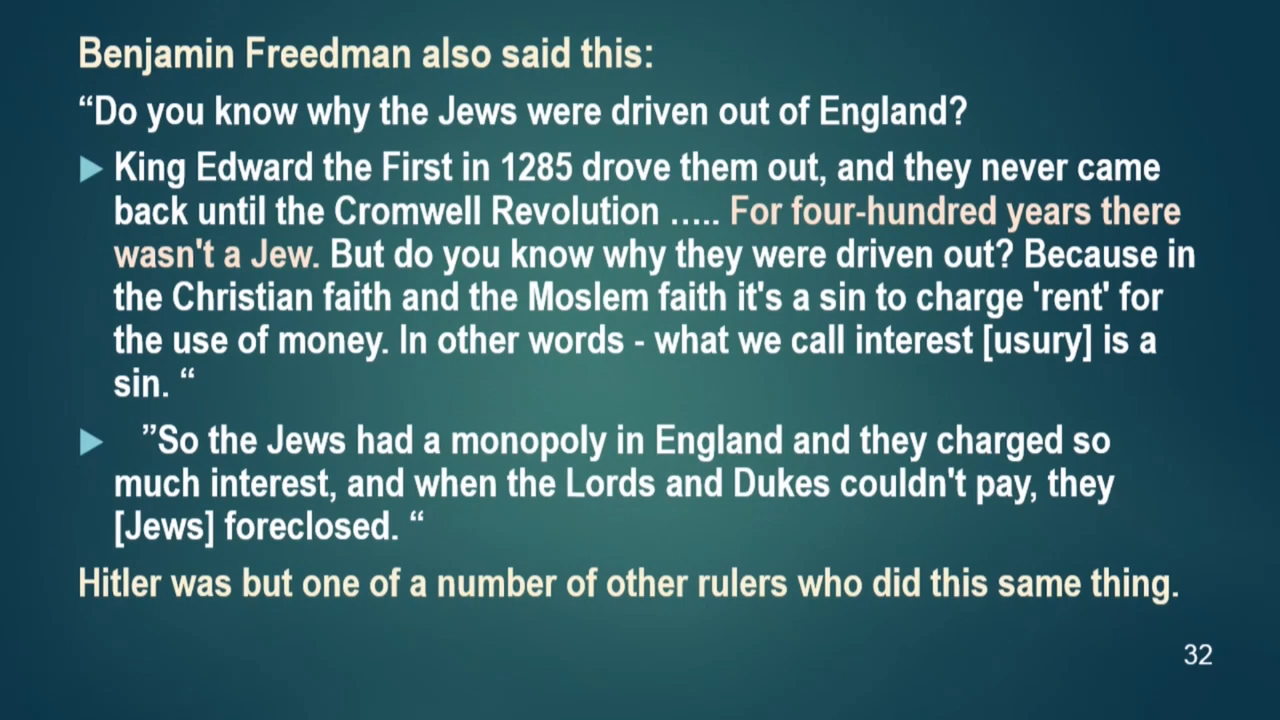 Benjamin Freedman also said this:
“Do you know why the Jews were driven out of England?
King Edward the First in 1285 drove them out, and they never came
back until the Cromwell Revolution ..... For four-hundred years there
wasn't a Jew. But do you know why they were driven out? Because in
the Christian faith and the Moslem faith it's a sin to charge 'rent' for
the use of money. In other words - what we call interest [usury] is a
sin. “
”So the Jews had a monopoly in England and they charged so
much interest, and when the Lords and Dukes couldn't pay, they
[Jews] foreclosed. “
Hitler was but one of a number of other rulers who did this same thing.
32